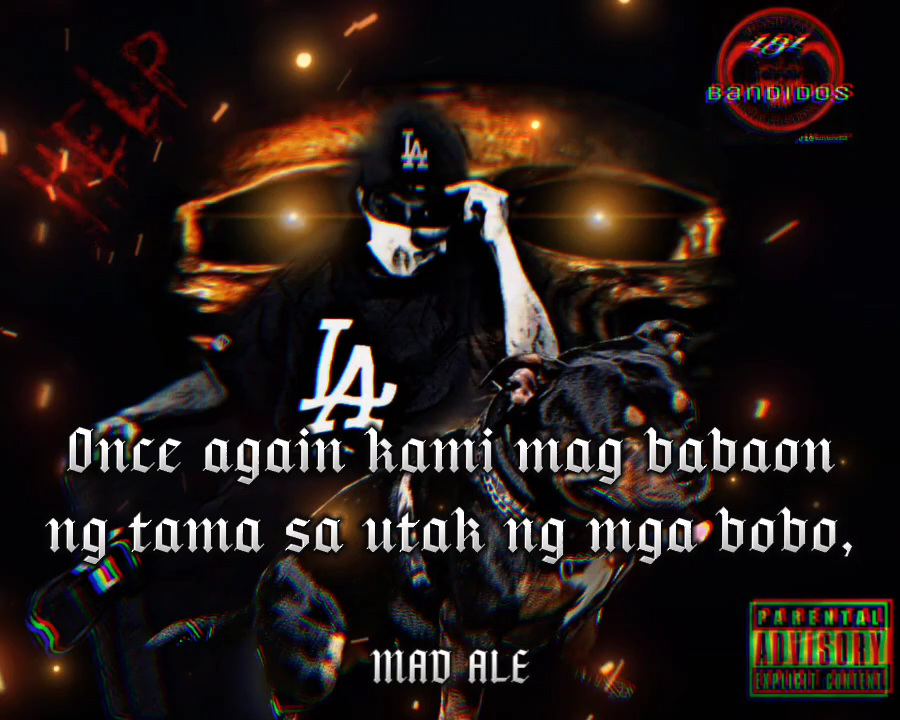 HELP
181
BANDIDOS
LA
LA
Once again kami mag babaon
ng tama sa utak ng mga bobo,
MAD ALE
PARENTAL
ADVISORY
EXPLICIT CONTENT